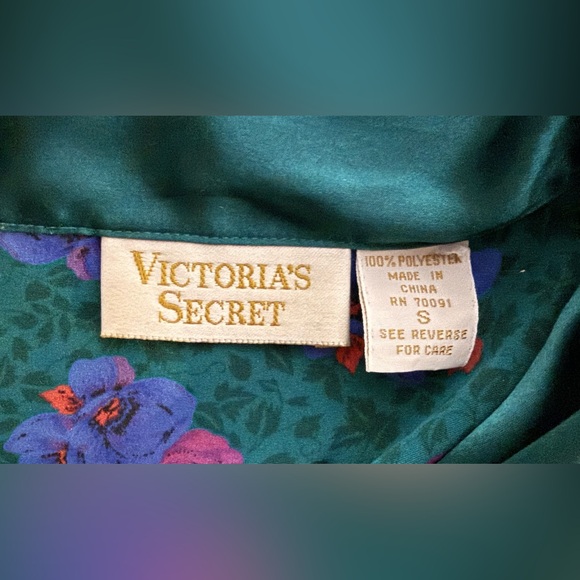 VICTORIA'S
SECRET
100% POLYESTER
MADE IN
CHINA
RN 70091
S
SEE REVERSE
FOR CARE